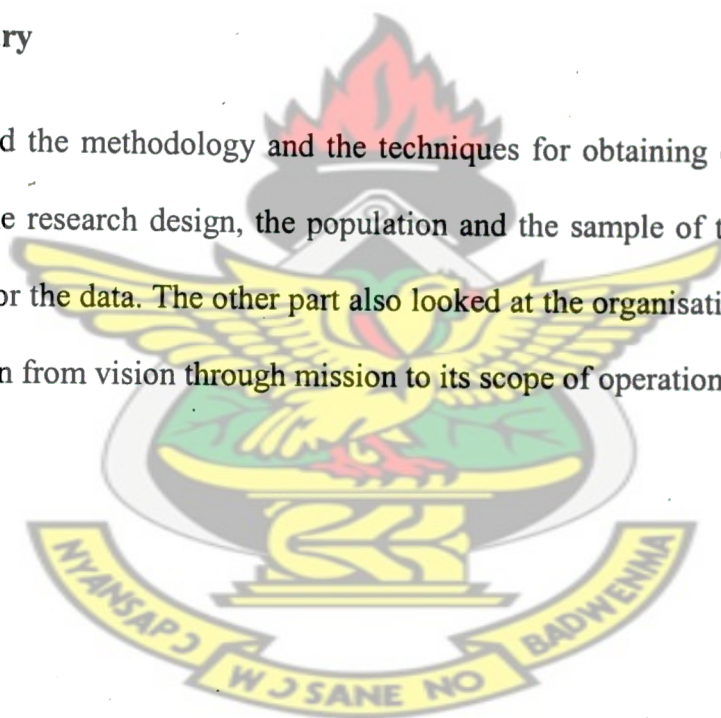 ry
d the methodology and the techniques for obtaining
e research design, the population and the sample of t
or the data. The other part also looked at the organisati
n from vision through mission to its scope of operation
NYANSAPƆ WƆSANE NO BADWENMA